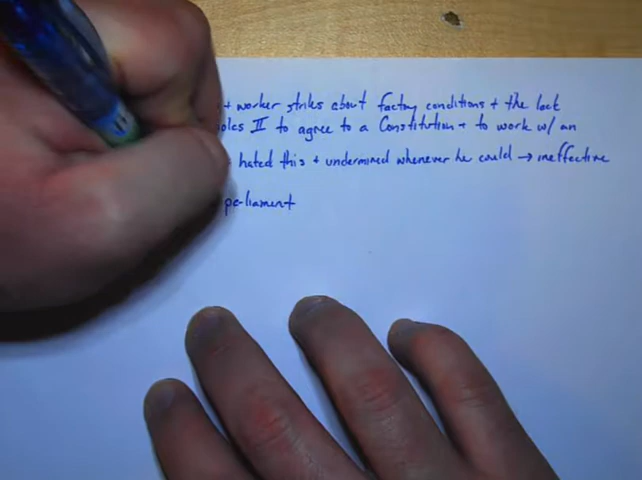 + worker strikes about factory conditions + the lack
olas II to agree to a Constitution + to work w/ an
hated this + undermined whenever he could → ineffective
parliament